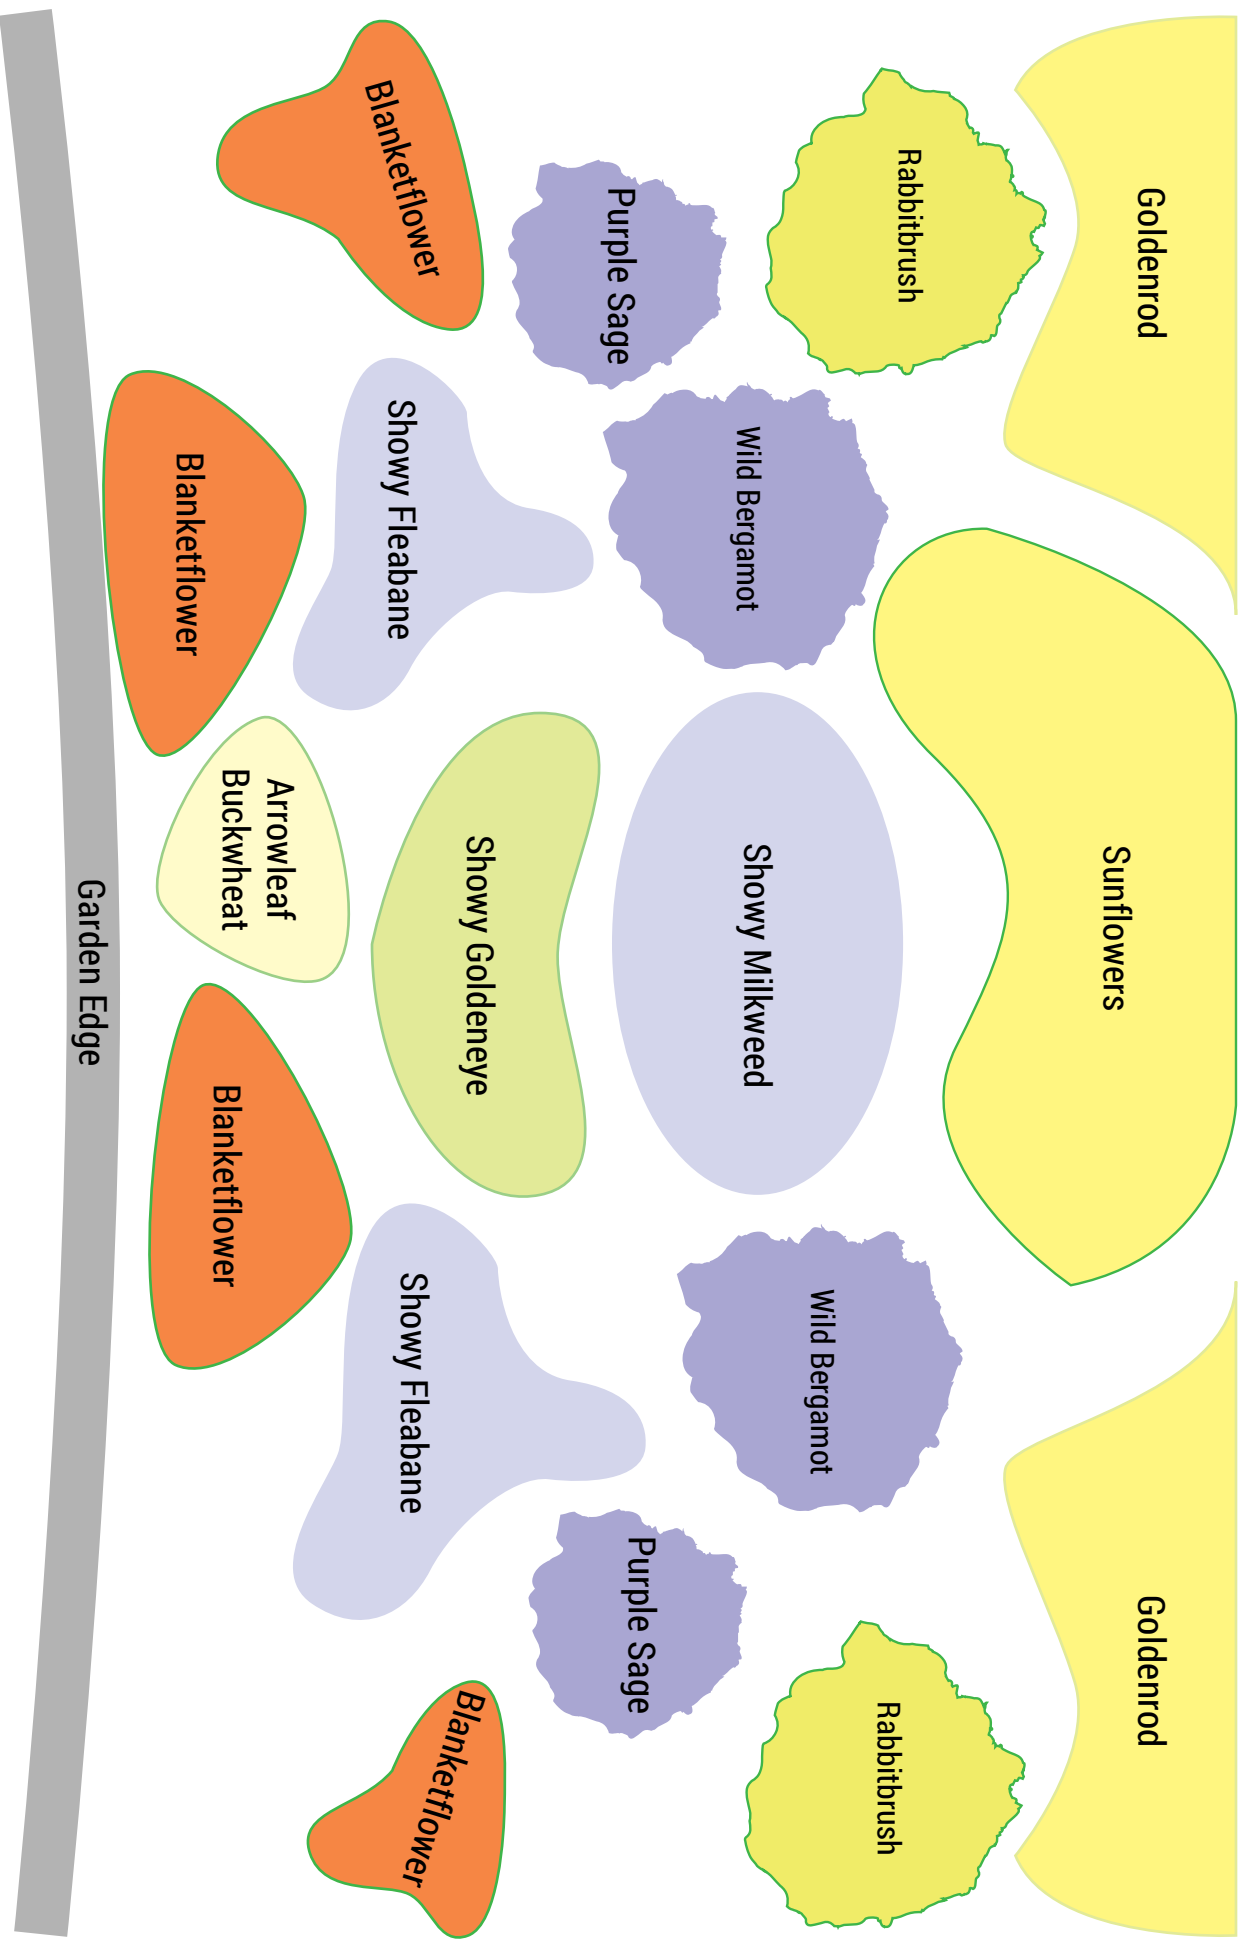 Goldenrod
Sunflowers
Goldenrod
Rabbitbrush
Wild Bergamot
Showy Milkweed
Wild Bergamot
Rabbitbrush
Purple Sage
Purple Sage
Blanketflower
Showy Fleabane
Showy Goldeneye
Showy Fleabane
Blanketflower
Blanketflower
Arrowleaf
Buckwheat
Blanketflower
Garden Edge